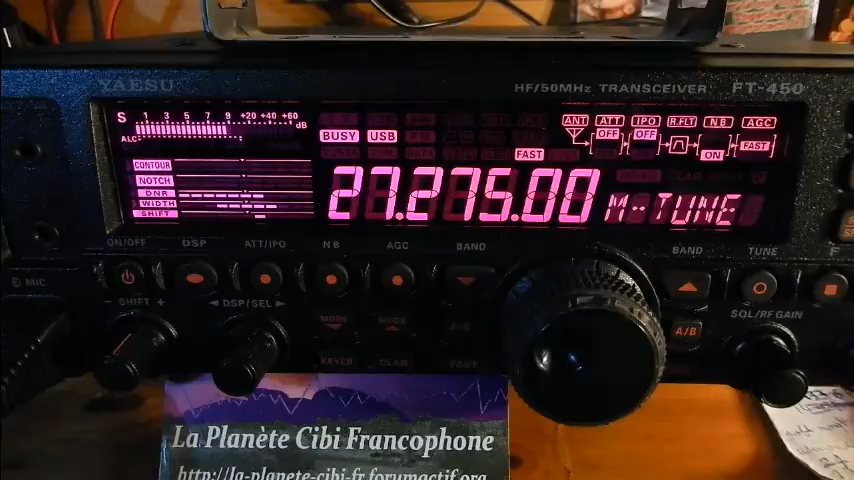 YAESU HF/50MHz TRANSCEIVER FT-450
S 1 3 5 7 9 +20 +40 +60 dB
ALC:
BUSY USB
FAST
ANT ATT IPO R.FLT NB AGC
OFF OFF ON FAST
CONTOUR
NOTCH
DNR
WIDTH
SHIFT
27.275.00 M-TUNE
ON/OFF DSP ATT/IPO NB AGC BAND BAND TUNE F
MIC
- SHIFT + DSP/SEL SQL/RF GAIN
MODE MODE A/B
KEYER CLAR FAST
La Planète Cibi Francophone
http://la-planete-cibi-fr.forumactif.org